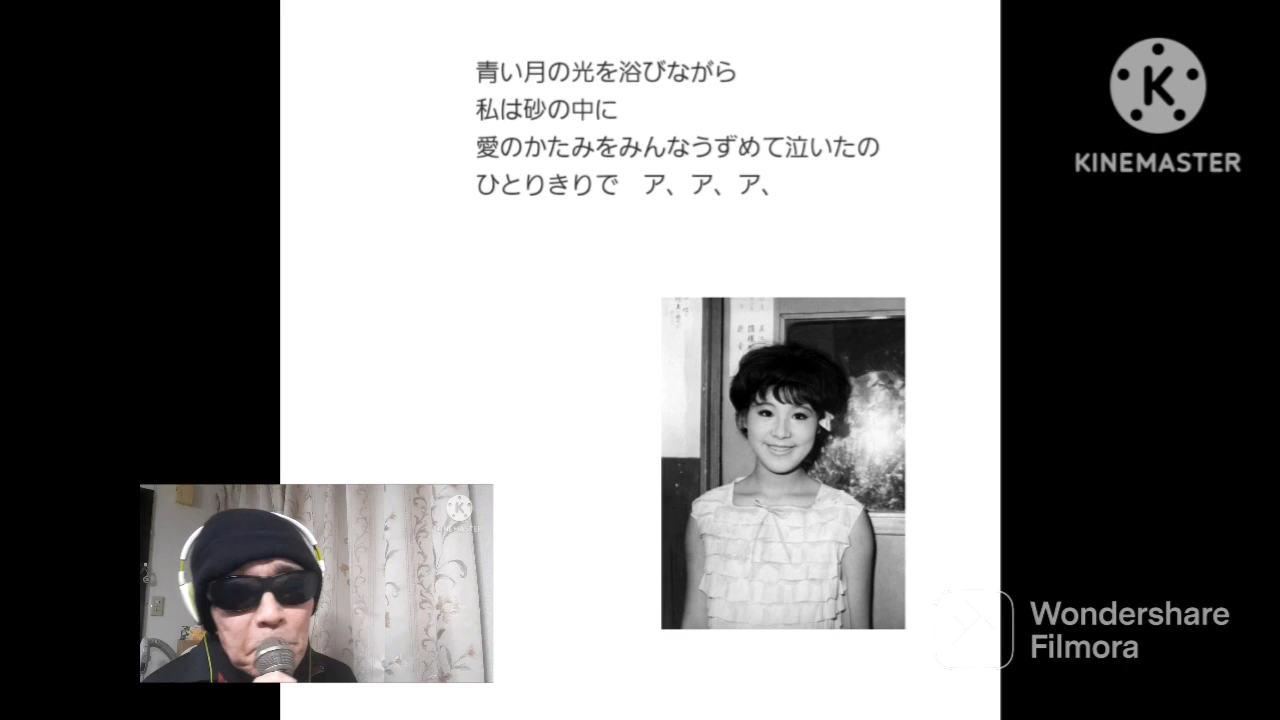 青い月の光を浴びながら
私は砂の中に
愛のかたみをみんなうずめて泣いたの
ひとりきりで　ア、ア、ア、
K
KINEMASTER
Wondershare
Filmora